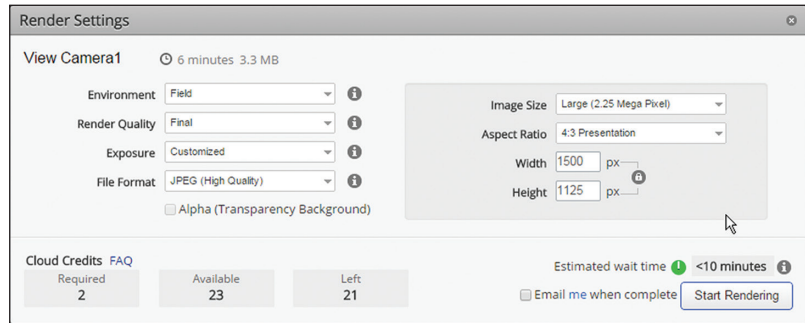 Render Settings
View Camera1 6 minutes 3.3 MB
Environment Field
Render Quality Final
Exposure Customized
File Format JPEG (High Quality)
Alpha (Transparency Background)
Image Size Large (2.25 Mega Pixel)
Aspect Ratio 4:3 Presentation
Width 1500 px
Height 1125 px
Cloud Credits FAQ
Required Available Left
2 23 21
Estimated wait time <10 minutes
Email me when complete Start Rendering